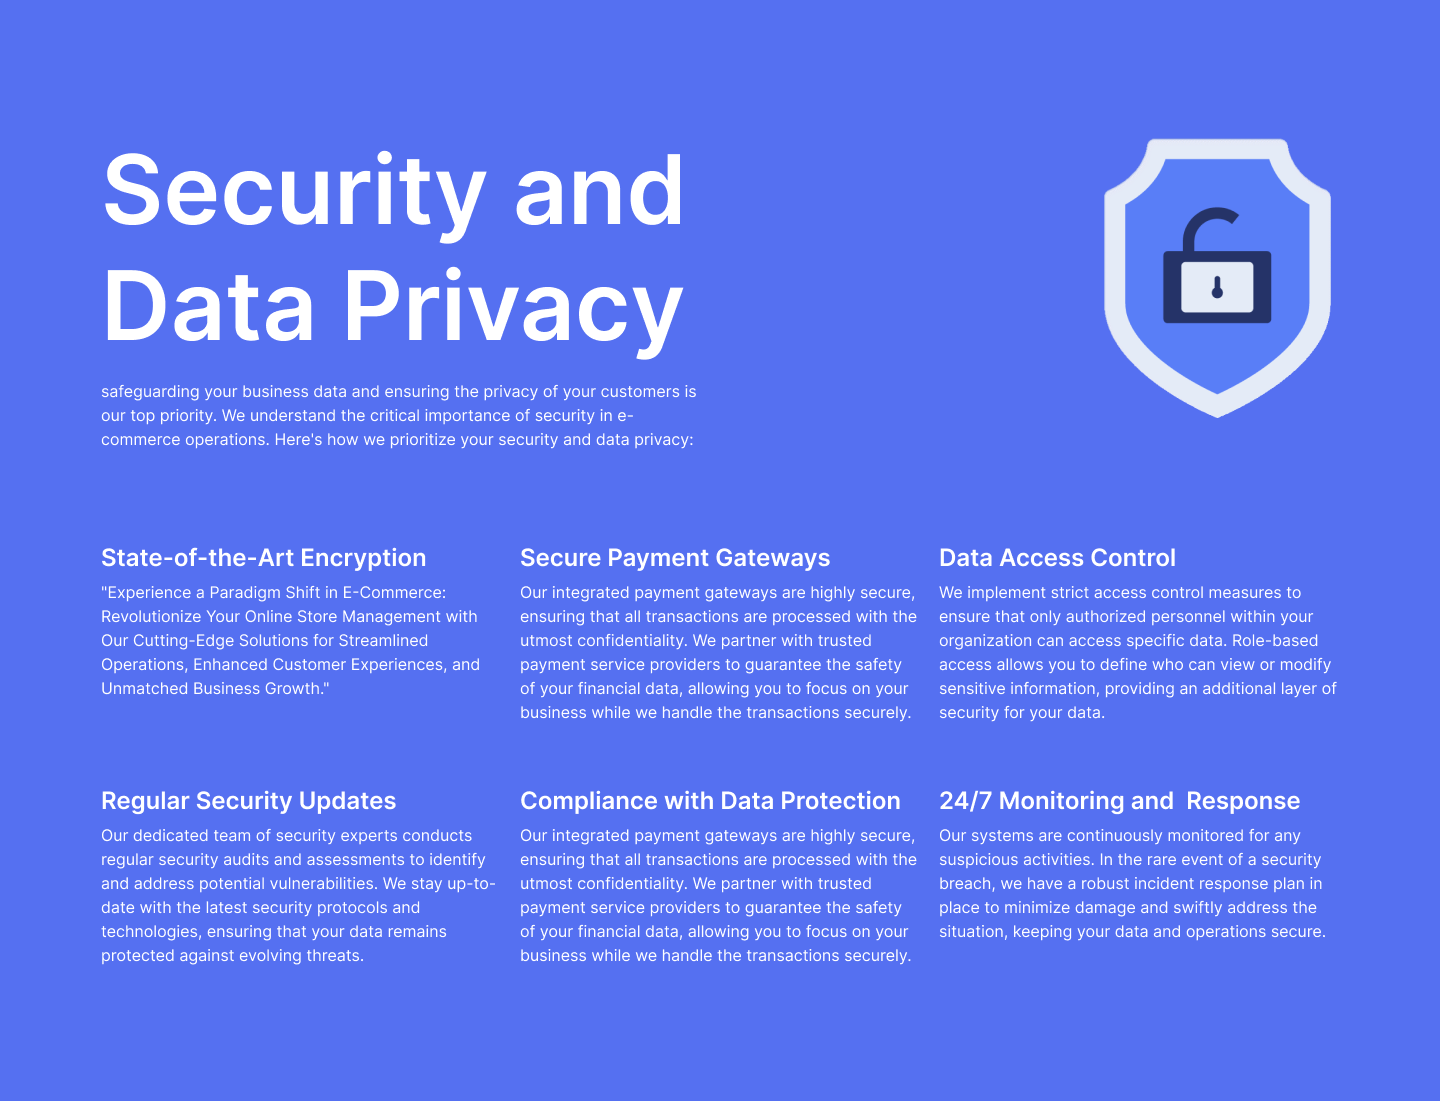 Security and
Data Privacy
safeguarding your business data and ensuring the privacy of your customers is
our top priority. We understand the critical importance of security in e-
commerce operations. Here's how we prioritize your security and data privacy:
State-of-the-Art Encryption
"Experience a Paradigm Shift in E-Commerce:
Revolutionize Your Online Store Management with
Our Cutting-Edge Solutions for Streamlined
Operations, Enhanced Customer Experiences, and
Unmatched Business Growth."
Secure Payment Gateways
Our integrated payment gateways are highly secure,
ensuring that all transactions are processed with the
utmost confidentiality. We partner with trusted
payment service providers to guarantee the safety
of your financial data, allowing you to focus on your
business while we handle the transactions securely.
Data Access Control
We implement strict access control measures to
ensure that only authorized personnel within your
organization can access specific data. Role-based
access allows you to define who can view or modify
sensitive information, providing an additional layer of
security for your data.
Regular Security Updates
Our dedicated team of security experts conducts
regular security audits and assessments to identify
and address potential vulnerabilities. We stay up-to-
date with the latest security protocols and
technologies, ensuring that your data remains
protected against evolving threats.
Compliance with Data Protection
Our integrated payment gateways are highly secure,
ensuring that all transactions are processed with the
utmost confidentiality. We partner with trusted
payment service providers to guarantee the safety
of your financial data, allowing you to focus on your
business while we handle the transactions securely.
24/7 Monitoring and  Response
Our systems are continuously monitored for any
suspicious activities. In the rare event of a security
breach, we have a robust incident response plan in
place to minimize damage and swiftly address the
situation, keeping your data and operations secure.